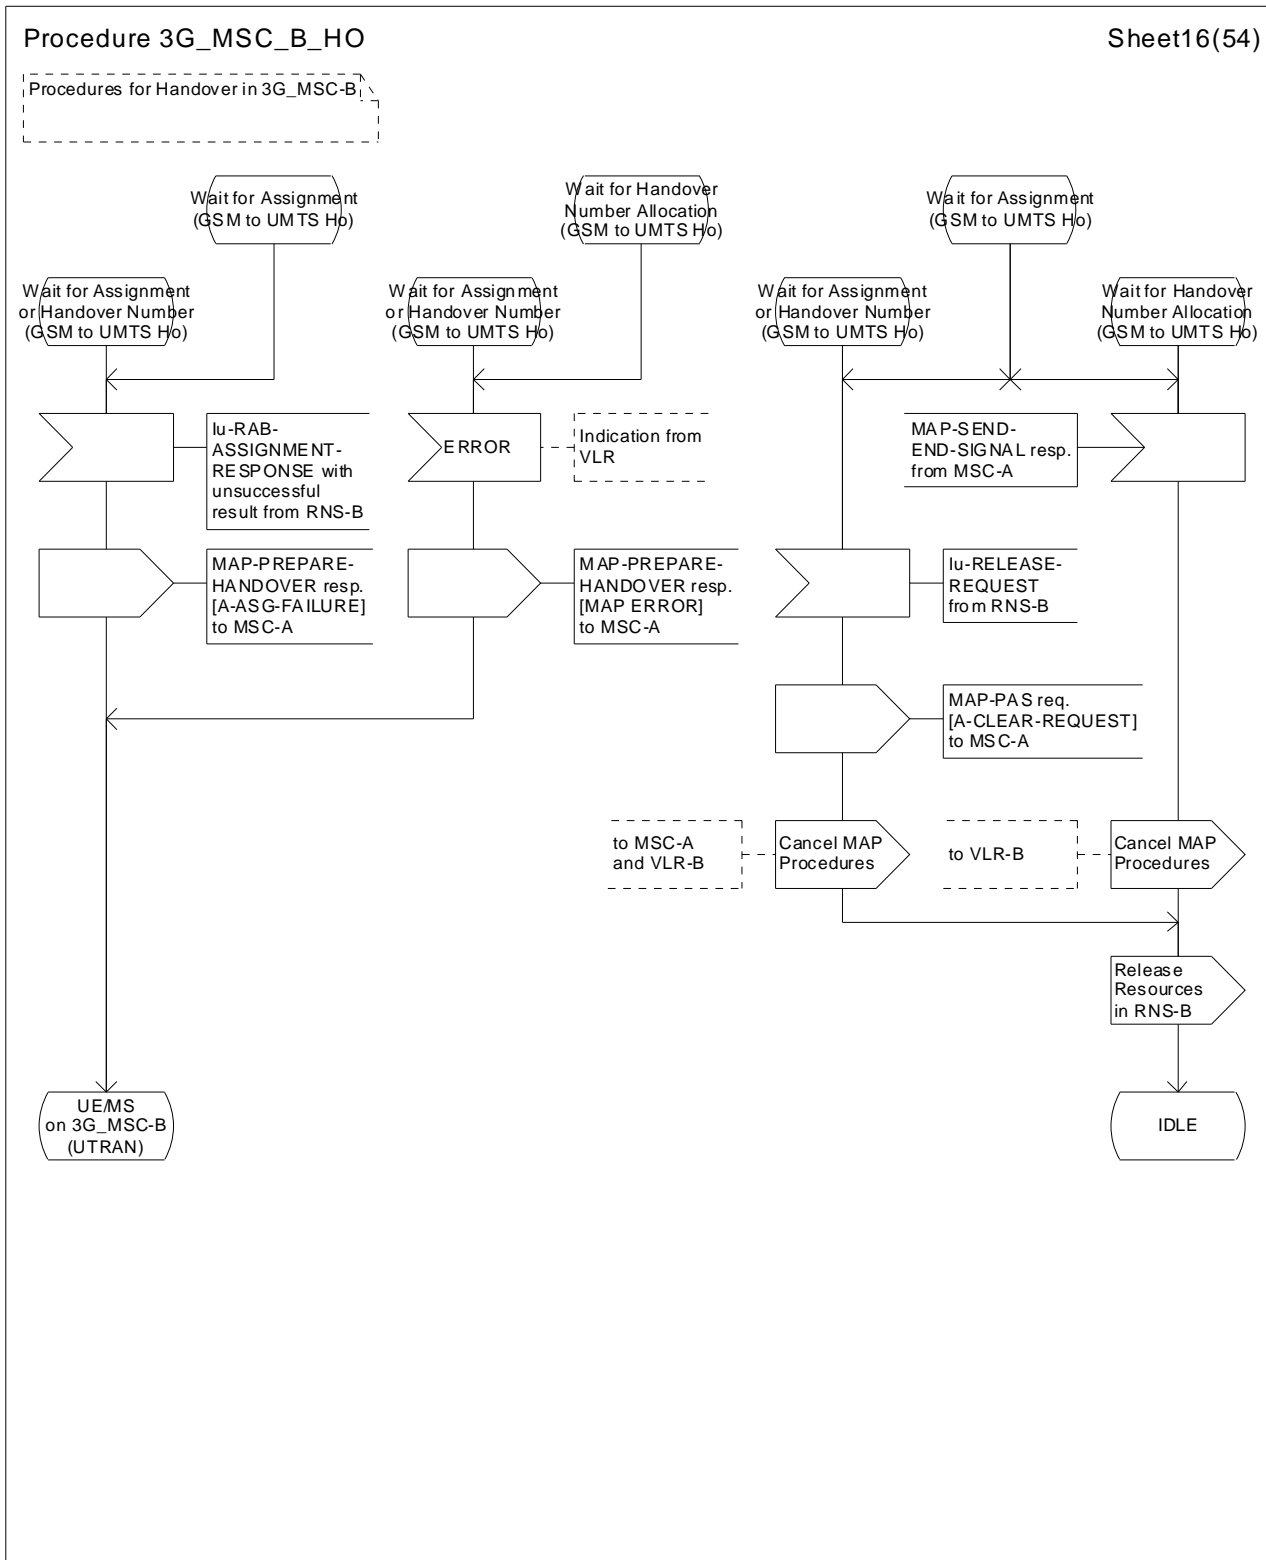 Procedure 3G_MSC_B_HO
Sheet16(54)
Procedures for Handover in 3G_MSC-B
Wait for Assignment
(GSM to UMTS Ho)
Wait for Handover
Number Allocation
(GSM to UMTS Ho)
Wait for Assignment
(GSM to UMTS Ho)
Wait for Assignment
or Handover Number
(GSM to UMTS Ho)
Wait for Assignment
or Handover Number
(GSM to UMTS Ho)
Wait for Assignment
or Handover Number
(GSM to UMTS Ho)
Wait for Handover
Number Allocation
(GSM to UMTS Ho)
Iu-RAB-
ASSIGNMENT-
RESPONSE with
unsuccessful
result from RNS-B
ERROR
Indication from
VLR
MAP-SEND-
END-SIGNAL resp.
from MSC-A
MAP-PREPARE-
HANDOVER resp.
[A-ASG-FAILURE]
to MSC-A
MAP-PREPARE-
HANDOVER resp.
[MAP ERROR]
to MSC-A
Iu-RELEASE-
REQUEST
from RNS-B
MAP-PAS req.
[A-CLEAR-REQUEST]
to MSC-A
to MSC-A
and VLR-B
Cancel MAP
Procedures
to VLR-B
Cancel MAP
Procedures
Release
Resources
in RNS-B
UE/MS
on 3G_MSC-B
(UTRAN)
IDLE